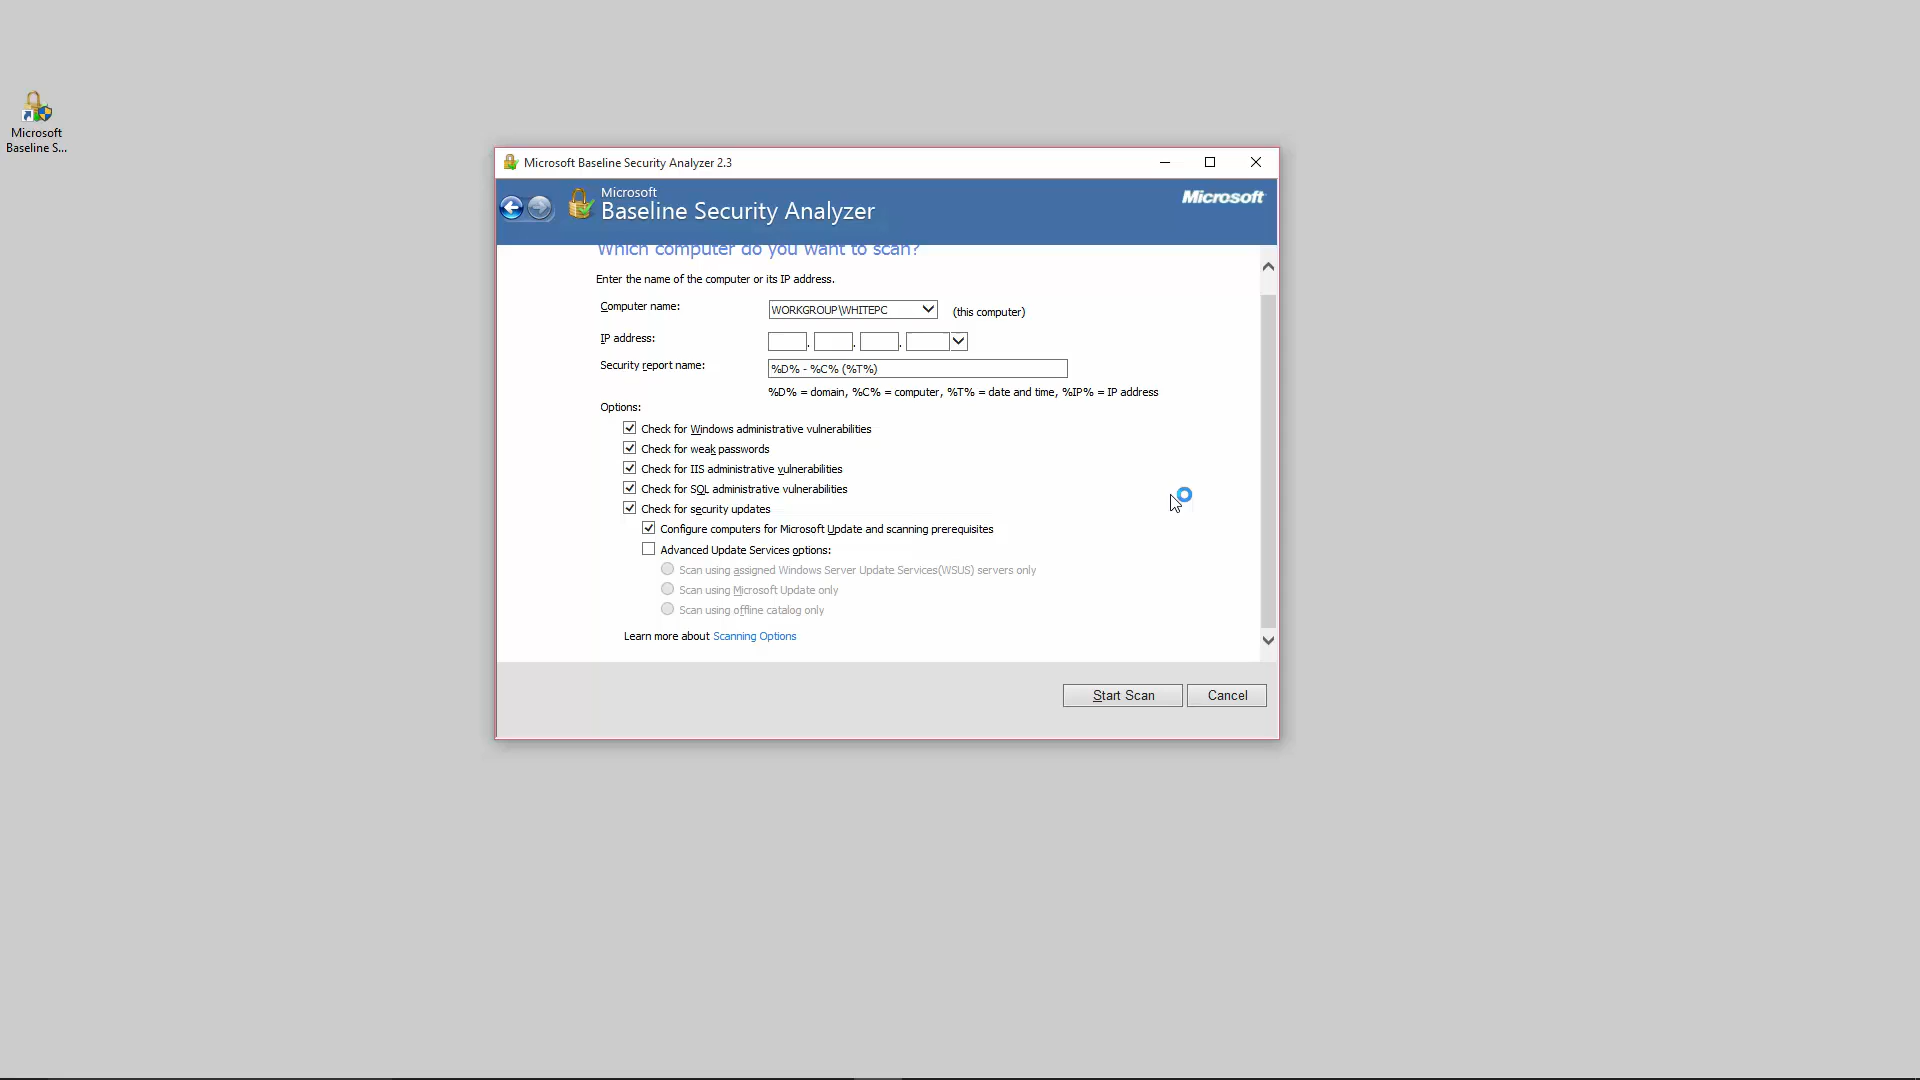 Microsoft
Baseline S...
Microsoft Baseline Security Analyzer 2.3
Microsoft
Baseline Security Analyzer
Microsoft
Which computer do you want to scan?
Enter the name of the computer or its IP address.
Computer name:
WORKGROUP\WHITEPC
(this computer)
IP address:
. . .
Security report name:
%D% - %C% (%T%)
%D% = domain, %C% = computer, %T% = date and time, %IP% = IP address
Options:
Check for Windows administrative vulnerabilities
Check for weak passwords
Check for IIS administrative vulnerabilities
Check for SQL administrative vulnerabilities
Check for security updates
Configure computers for Microsoft Update and scanning prerequisites
Advanced Update Services options:
Scan using assigned Windows Server Update Services(WSUS) servers only
Scan using Microsoft Update only
Scan using offline catalog only
Learn more about Scanning Options
Start Scan
Cancel